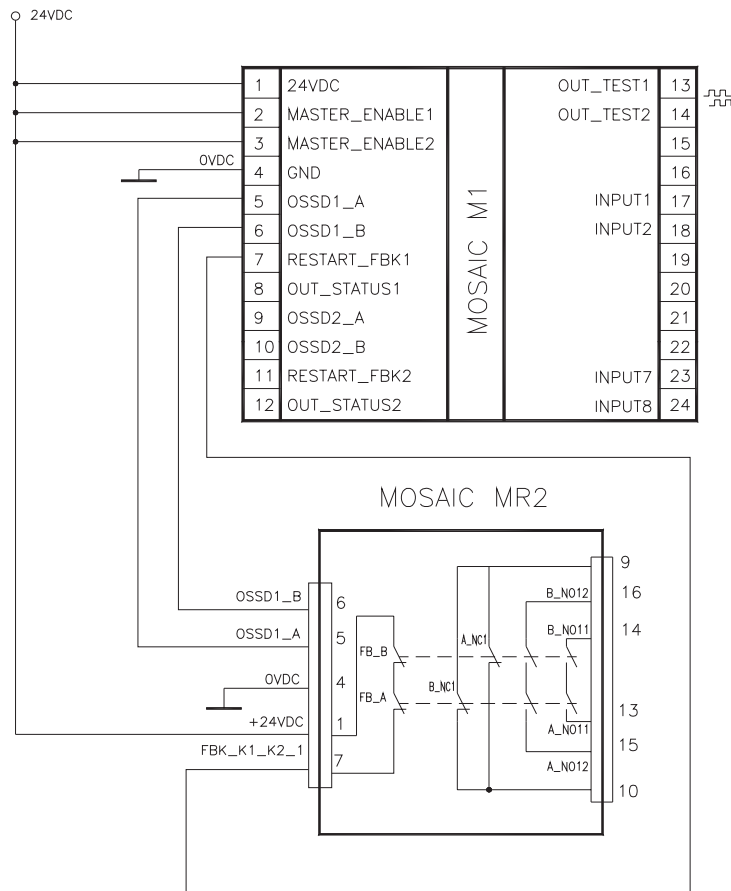 24VDC
1 24VDC
2 MASTER_ENABLE1
3 MASTER_ENABLE2
0VDC
4 GND
5 OSSD1_A
6 OSSD1_B
7 RESTART_FBK1
8 OUT_STATUS1
9 OSSD2_A
10 OSSD2_B
11 RESTART_FBK2
12 OUT_STATUS2
MOSAIC M1
OUT_TEST1 13
OUT_TEST2 14
15
16
INPUT1 17
INPUT2 18
19
20
21
22
INPUT7 23
INPUT8 24
MOSAIC MR2
OSSD1_B 6
OSSD1_A 5
0VDC 4
+24VDC 1
FBK_K1_K2_1 7
FB_B
FB_A
A_NC1
B_NC1
9
B_NO12 16
B_NO11 14
13
A_NO11
15
A_NO12
10